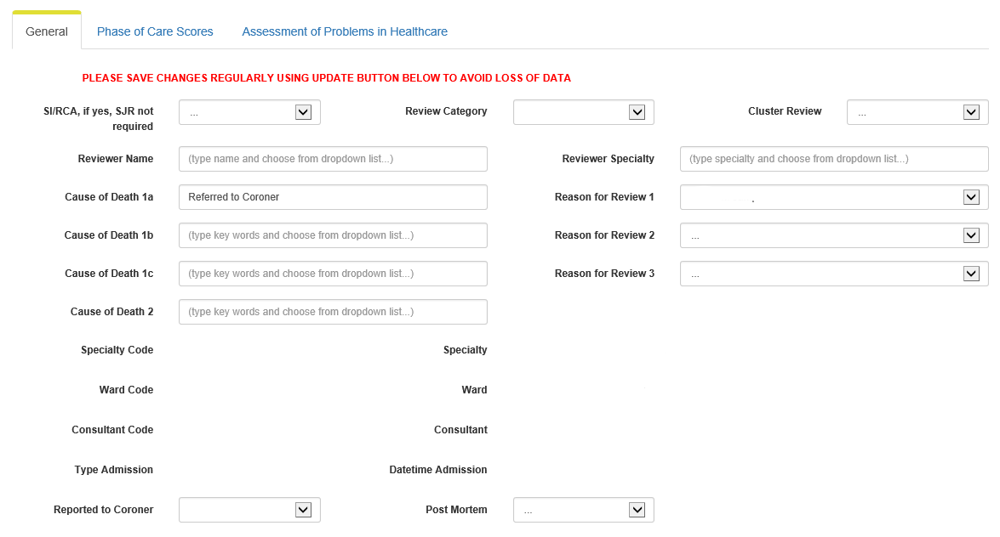 General Phase of Care Scores Assessment of Problems in Healthcare
PLEASE SAVE CHANGES REGULARLY USING UPDATE BUTTON BELOW TO AVOID LOSS OF DATA
SI/RCA, if yes, SJR not required ... Review Category Cluster Review ...
Reviewer Name (type name and choose from dropdown list...) Reviewer Specialty (type specialty and choose from dropdown list...)
Cause of Death 1a Referred to Coroner Reason for Review 1 .
Cause of Death 1b (type key words and choose from dropdown list...) Reason for Review 2 ...
Cause of Death 1c (type key words and choose from dropdown list...) Reason for Review 3 ...
Cause of Death 2 (type key words and choose from dropdown list...)
Specialty Code Specialty
Ward Code Ward
Consultant Code Consultant
Type Admission Datetime Admission
Reported to Coroner Post Mortem ...